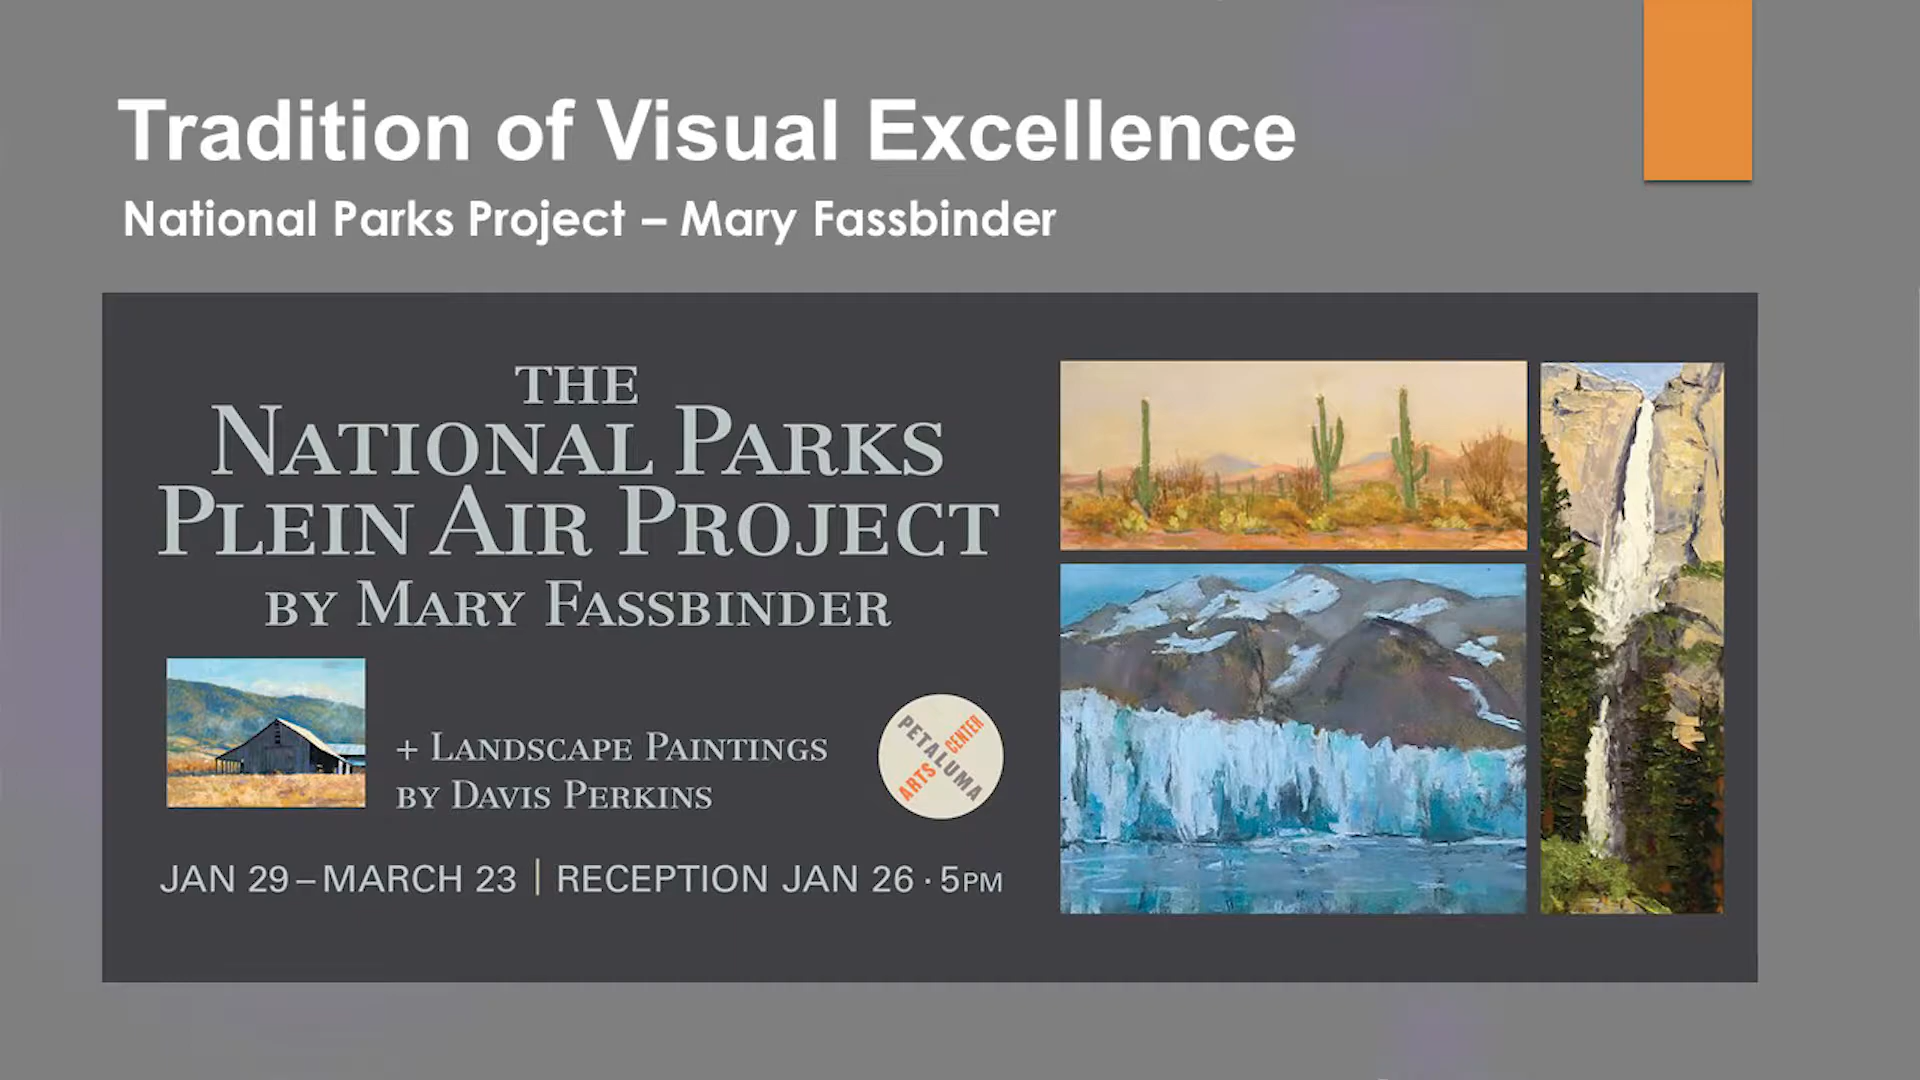 Tradition of Visual Excellence
National Parks Project – Mary Fassbinder
THE
NATIONAL PARKS
PLEIN AIR PROJECT
BY MARY FASSBINDER
+ LANDSCAPE PAINTINGS
BY DAVIS PERKINS
PETALUMA
ARTS CENTER
JAN 29 – MARCH 23 | RECEPTION JAN 26 · 5PM